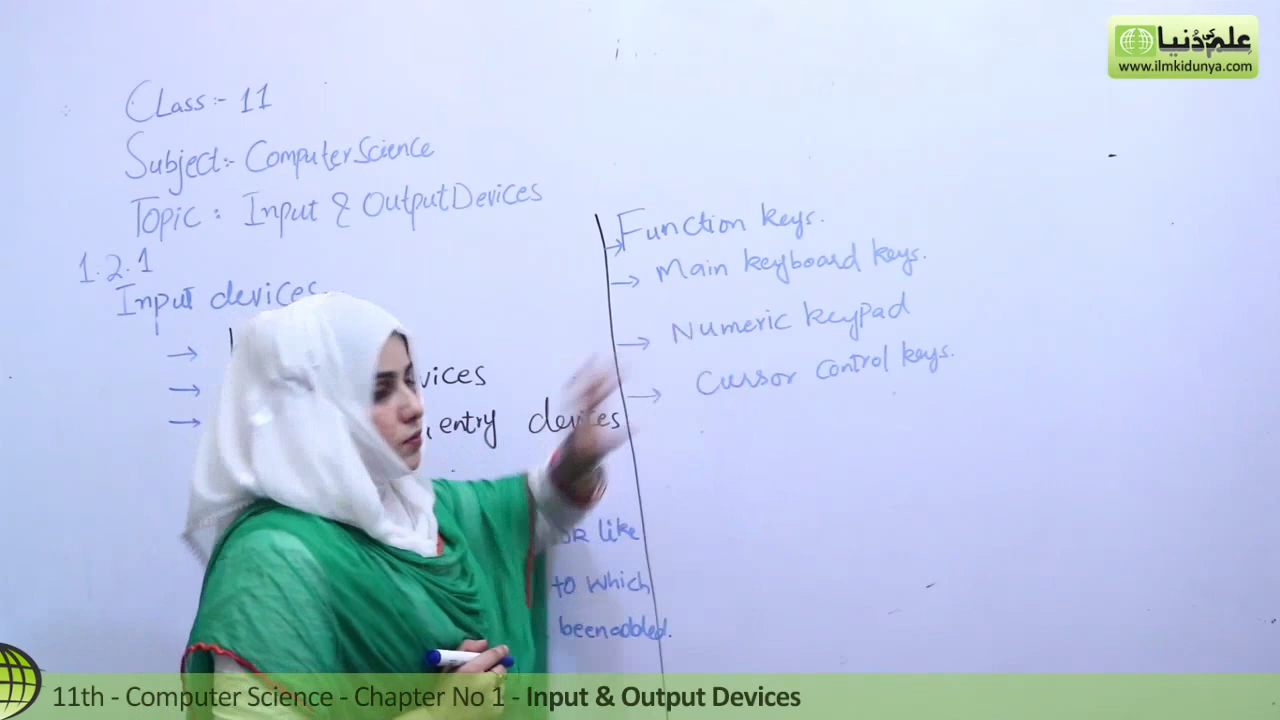 علم کی دُنیا
www.ilmkidunya.com
Class:- 11
Subject:- Computer Science
Topic: Input & Output Devices
1.2.1
Input devices
vices
entry devices
OR like
to which
been added.
Function keys.
Main keyboard keys.
Numeric keypad
Cursor control keys.
11th - Computer Science - Chapter No 1 - Input & Output Devices